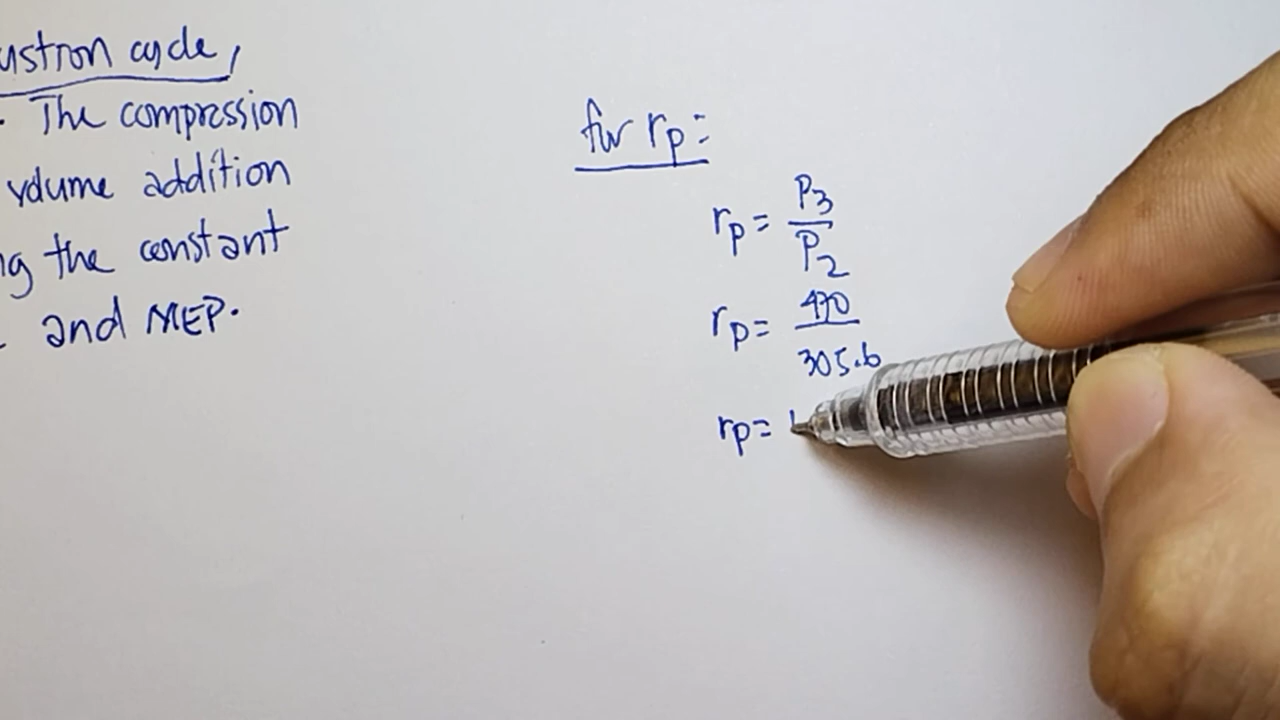 ustion cycle,
. The compression
volume addition
ng the constant
and MEP.
for rp:
rp = P3/P2
rp = 470/305.6
rp =